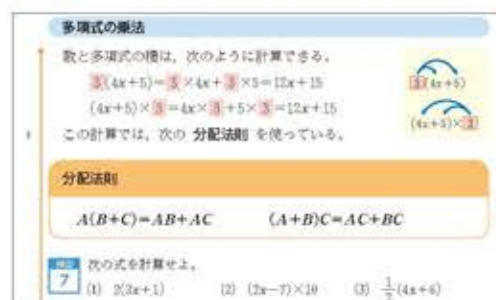 多項式の乗法
数と多項式の積は，次のように計算できる。
3(4x+5)=3×4x+3×5=12x+15
3(4x+5)
(4x+5)×3=4x×3+5×3=12x+15
(4x+5)×3
この計算では，次の 分配法則 を使っている。
分配法則
A(B+C)=AB+AC (A+B)C=AC+BC
7 次の式を計算せよ。
(1) 2(3x+1) (2) (2x-7)×10 (3) 1/2(4x+6)